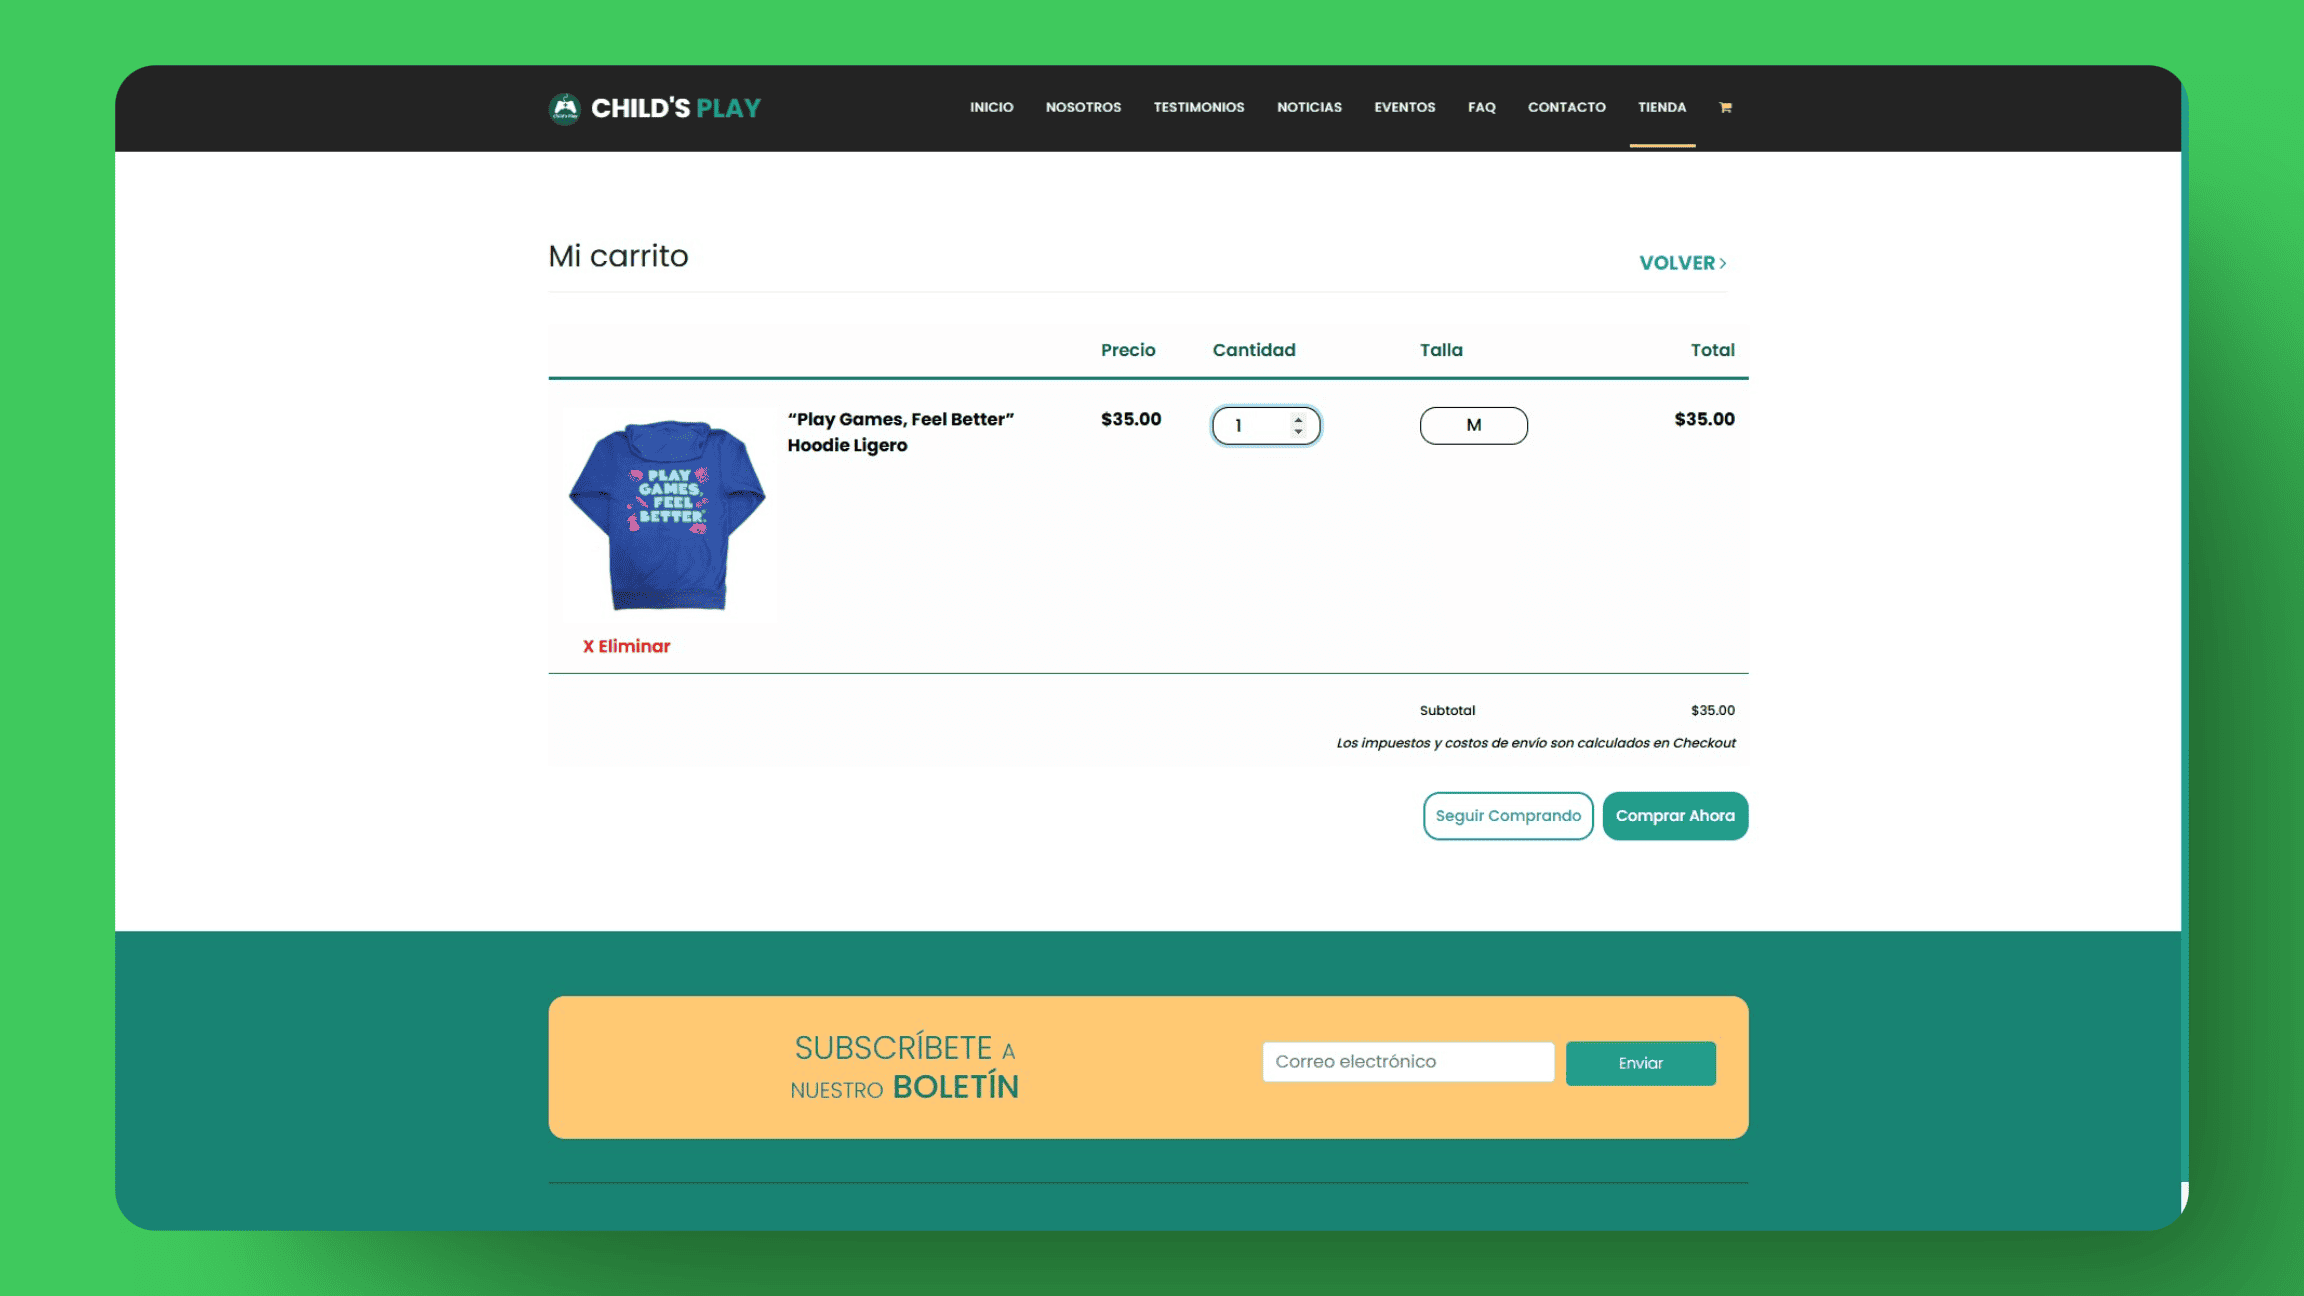 CHILD'S PLAY
INICIO NOSOTROS TESTIMONIOS NOTICIAS EVENTOS FAQ CONTACTO TIENDA
Mi carrito
VOLVER
Precio Cantidad Talla Total
“Play Games, Feel Better”
Hoodie Ligero
$35.00 1 M $35.00
PLAY
GAMES,
FEEL
BETTER.
X Eliminar
Subtotal $35.00
Los impuestos y costos de envío son calculados en Checkout
Seguir Comprando Comprar Ahora
SUBSCRÍBETE A
NUESTRO BOLETÍN
Correo electrónico Enviar